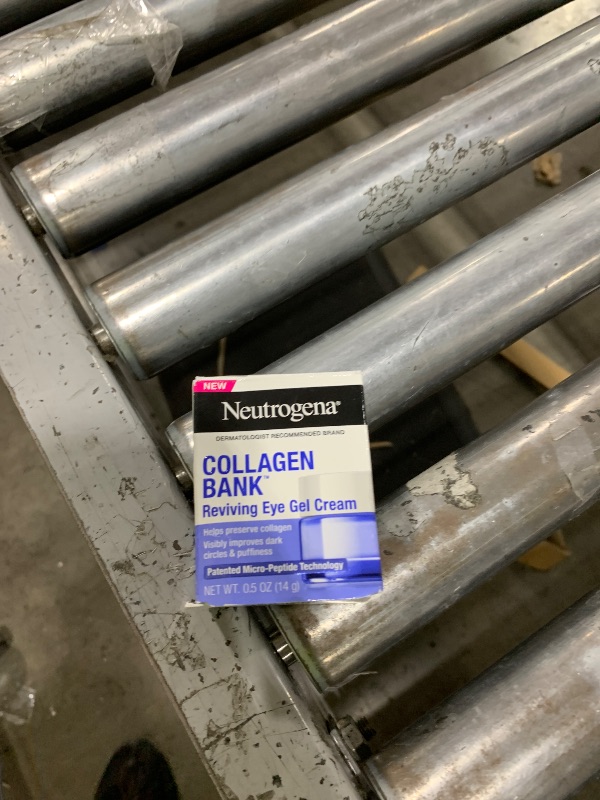 NEW
Neutrogena®
DERMATOLOGIST RECOMMENDED BRAND
COLLAGEN
BANK™
Reviving Eye Gel Cream
Helps preserve collagen
Visibly improves dark
circles & puffiness
Patented Micro-Peptide Technology
NET WT. 0.5 OZ (14 g)